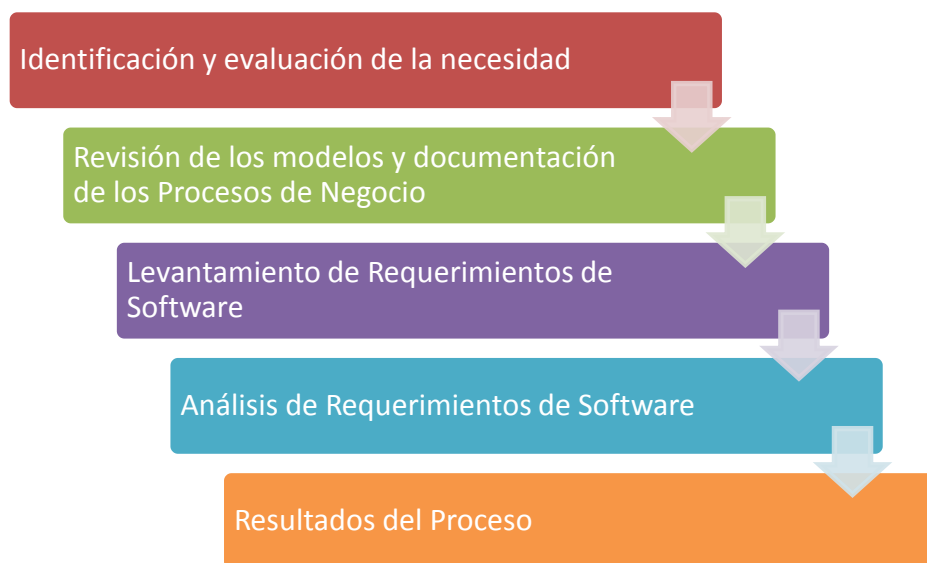 Identificación y evaluación de la necesidad
Revisión de los modelos y documentación
de los Procesos de Negocio
Levantamiento de Requerimientos de
Software
Análisis de Requerimientos de Software
Resultados del Proceso